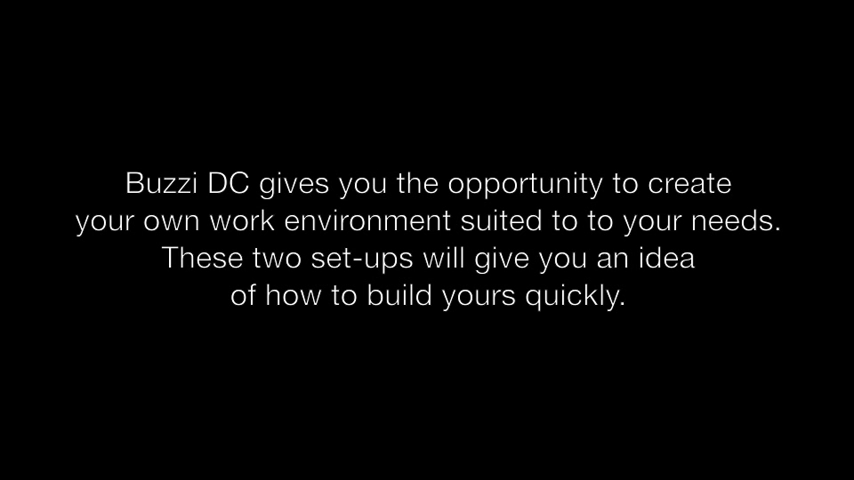 Buzzi DC gives you the opportunity to create
your own work environment suited to to your needs.
These two set-ups will give you an idea
of how to build yours quickly.